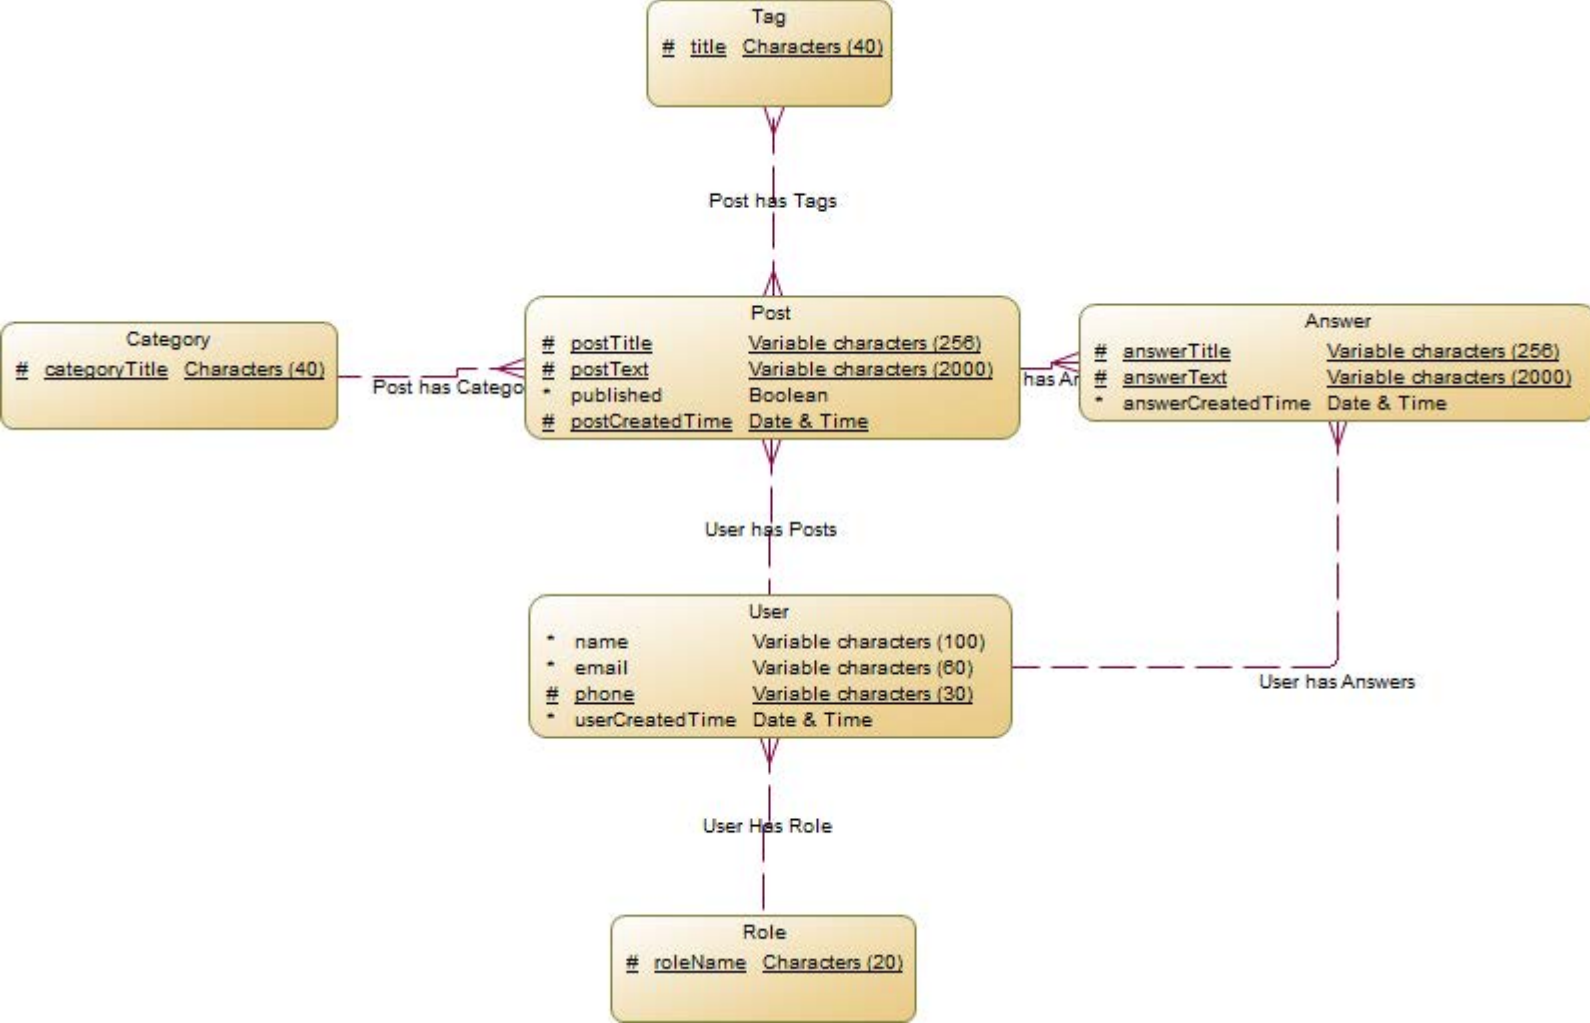 Tag
# title Characters (40)
Post has Tags
Category
# categoryTitle Characters (40)
Post has Catego
Post
# postTitle Variable characters (256)
# postText Variable characters (2000)
* published Boolean
# postCreatedTime Date & Time
has Ar
Answer
# answerTitle Variable characters (256)
# answerText Variable characters (2000)
* answerCreatedTime Date & Time
User has Posts
User
* name Variable characters (100)
* email Variable characters (60)
# phone Variable characters (30)
* userCreatedTime Date & Time
User has Answers
User Has Role
Role
# roleName Characters (20)